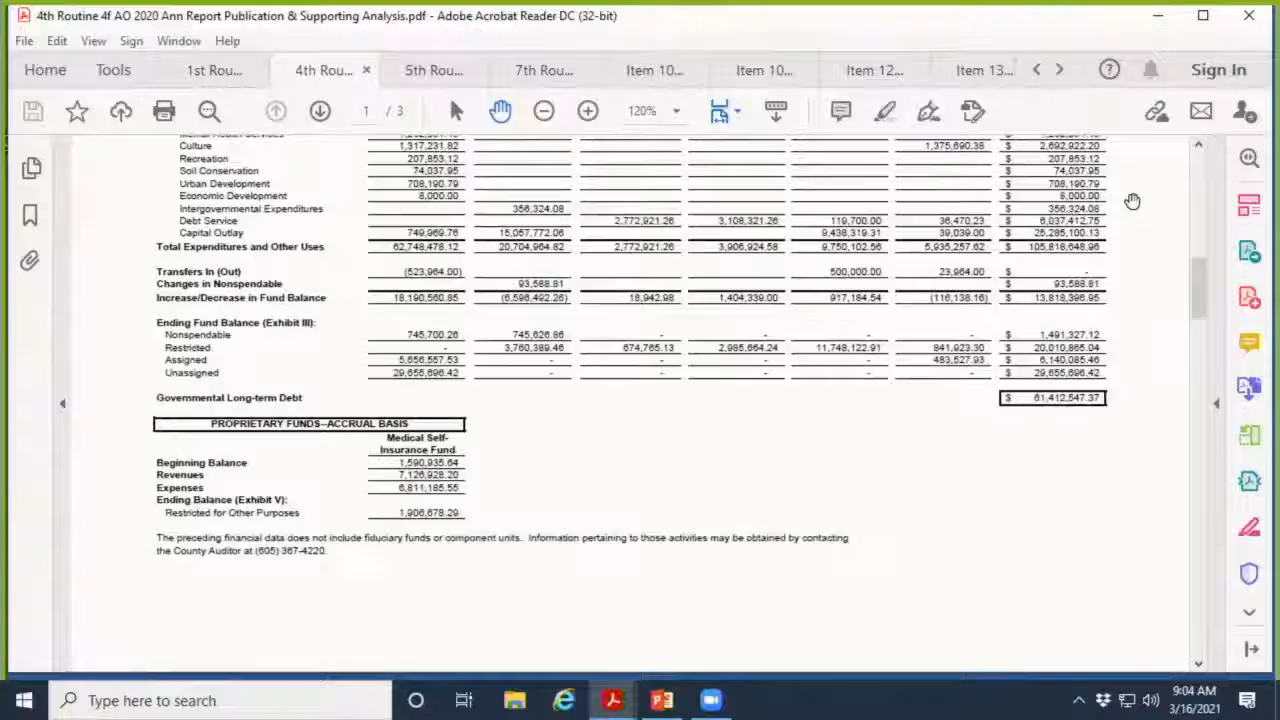 4th Routine 4f AO 2020 Ann Report Publication & Supporting Analysis.pdf - Adobe Acrobat Reader DC (32-bit)
File Edit View Sign Window Help
Home Tools 1st Rou... 4th Rou... × 5th Rou... 7th Rou... Item 10... Item 10... Item 12... Item 13... Sign In
1 / 3 120%
Culture 1,317,231.82 1,375,690.38 $ 2,692,922.20
Recreation 207,853.12 $ 207,853.12
Soil Conservation 74,037.95 $ 74,037.95
Urban Development 708,190.79 $ 708,190.79
Economic Development 8,000.00 $ 8,000.00
Intergovernmental Expenditures 356,324.08 $ 356,324.08
Debt Service 2,772,921.26 3,108,321.26 119,700.00 36,470.23 $ 6,037,412.75
Capital Outlay 749,969.76 15,057,772.06 9,438,319.31 39,039.00 $ 25,285,100.13
Total Expenditures and Other Uses 62,748,478.12 20,704,964.82 2,772,921.26 3,906,924.58 9,750,102.56 5,935,257.62 $ 105,818,648.96
Transfers In (Out) (523,964.00) 500,000.00 23,964.00 $ -
Changes in Nonspendable 93,588.81 $ 93,588.81
Increase/Decrease in Fund Balance 18,190,560.85 (6,596,492.26) 18,942.98 1,404,339.00 917,184.54 (116,138.16) $ 13,818,396.95
Ending Fund Balance (Exhibit III):
Nonspendable 745,700.26 745,626.86 - - - - $ 1,491,327.12
Restricted - 3,760,389.46 674,765.13 2,985,664.24 11,748,122.91 841,923.30 $ 20,010,865.04
Assigned 5,656,557.53 - - - - 483,527.93 $ 6,140,085.46
Unassigned 29,655,696.42 - - - - - $ 29,655,696.42
Governmental Long-term Debt $ 61,412,547.37
PROPRIETARY FUNDS--ACCRUAL BASIS
Medical Self-
Insurance Fund
Beginning Balance 1,590,935.64
Revenues 7,126,928.20
Expenses 6,811,185.55
Ending Balance (Exhibit V):
Restricted for Other Purposes 1,906,678.29
The preceding financial data does not include fiduciary funds or component units. Information pertaining to those activities may be obtained by contacting
the County Auditor at (605) 367-4220.
Type here to search
9:04 AM
3/16/2021